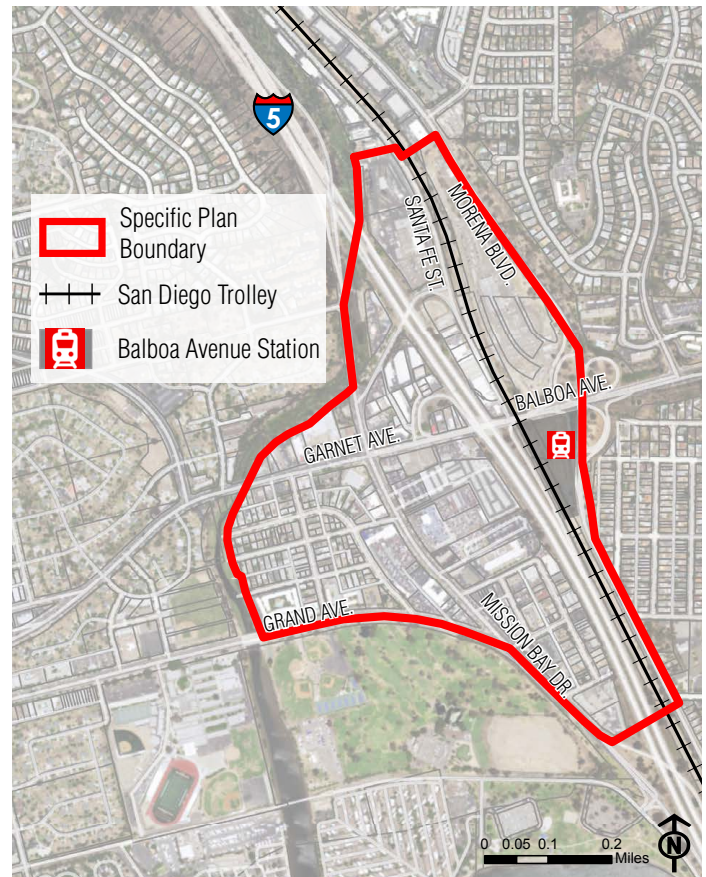 5
Specific Plan
Boundary
San Diego Trolley
Balboa Avenue Station
SANTA FE ST.
MORENA BLVD.
BALBOA AVE.
GARNET AVE.
GRAND AVE.
MISSION BAY DR.
0 0.05 0.1 0.2
Miles
N